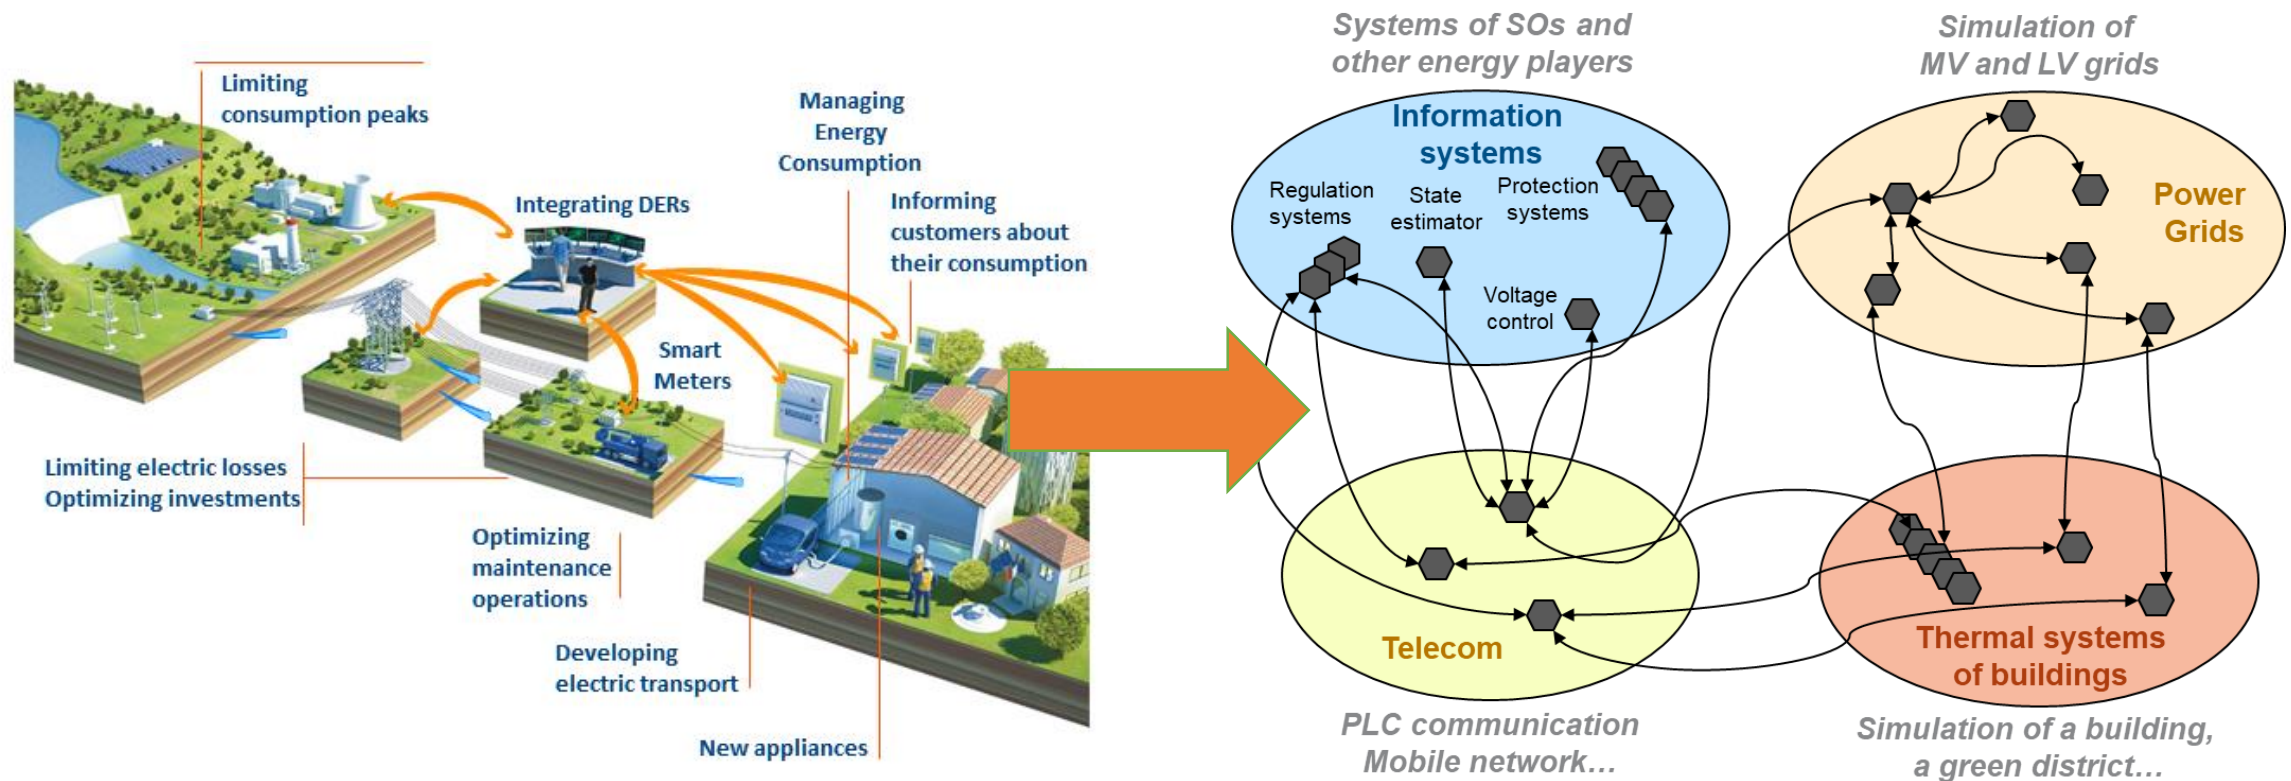 Limiting
consumption peaks
Managing
Energy
Consumption
Integrating DERs
Informing
customers about
their consumption
Smart
Meters
Limiting electric losses
Optimizing investments
Optimizing
maintenance
operations
Developing
electric transport
New appliances
Systems of SOs and
other energy players
Information
systems
Regulation
systems
State
estimator
Protection
systems
Voltage
control
Simulation of
MV and LV grids
Power
Grids
Telecom
PLC communication
Mobile network…
Thermal systems
of buildings
Simulation of a building,
a green district…